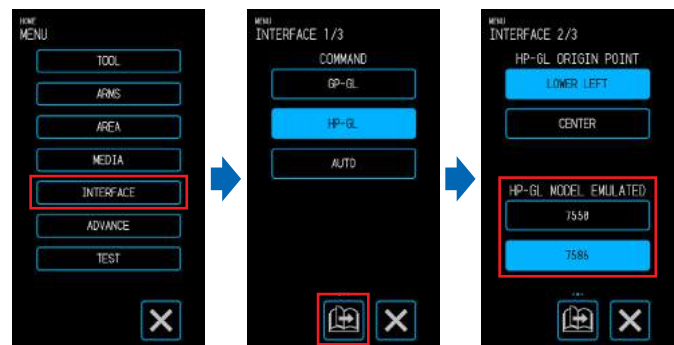 HOME
MENU
TOOL
ARMS
AREA
MEDIA
INTERFACE
ADVANCE
TEST
MENU
INTERFACE 1/3
COMMAND
GP-GL
HP-GL
AUTO
MENU
INTERFACE 2/3
HP-GL ORIGIN POINT
LOWER LEFT
CENTER
HP-GL MODEL EMULATED
7550
7586